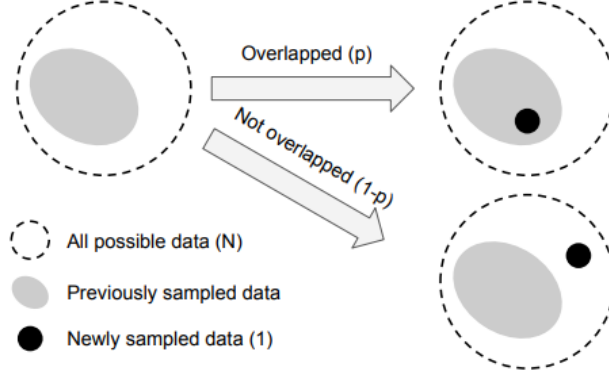 Overlapped (p)
Not overlapped (1-p)
All possible data (N)
Previously sampled data
Newly sampled data (1)